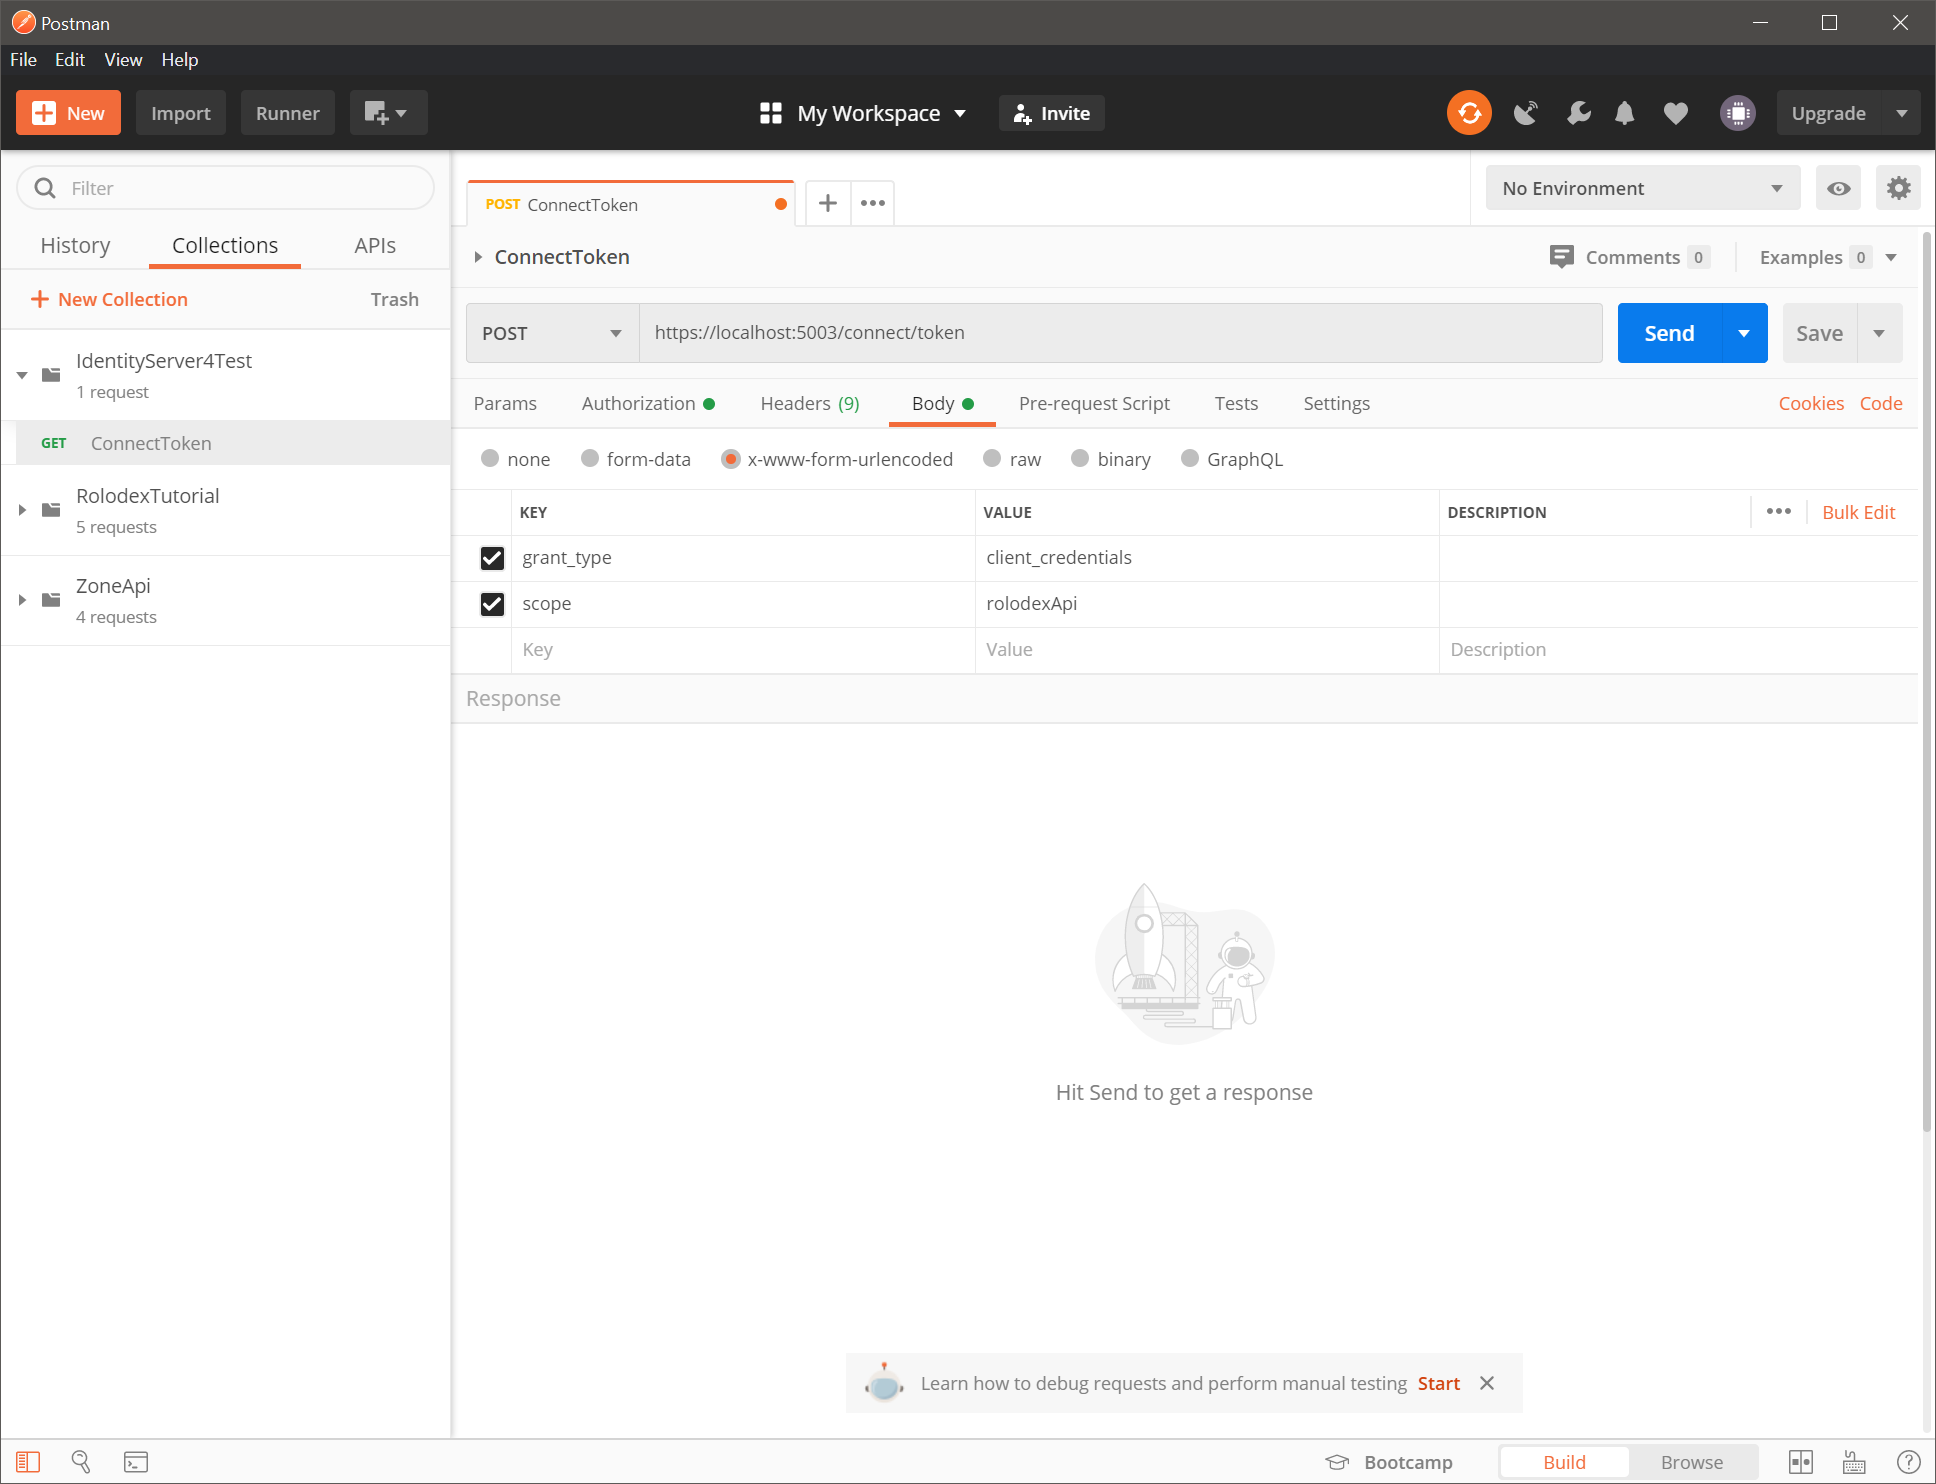 Postman
File Edit View Help
New Import Runner My Workspace Invite Upgrade
Filter
History Collections APIs
New Collection Trash
IdentityServer4Test
1 request
GET ConnectToken
RolodexTutorial
5 requests
ZoneApi
4 requests
POST ConnectToken
No Environment
ConnectToken
Comments 0 Examples 0
POST https://localhost:5003/connect/token Send Save
Params Authorization Headers (9) Body Pre-request Script Tests Settings Cookies Code
none form-data x-www-form-urlencoded raw binary GraphQL
KEY VALUE DESCRIPTION Bulk Edit
grant_type client_credentials
scope rolodexApi
Key Value Description
Response
Hit Send to get a response
Learn how to debug requests and perform manual testing Start
Bootcamp Build Browse